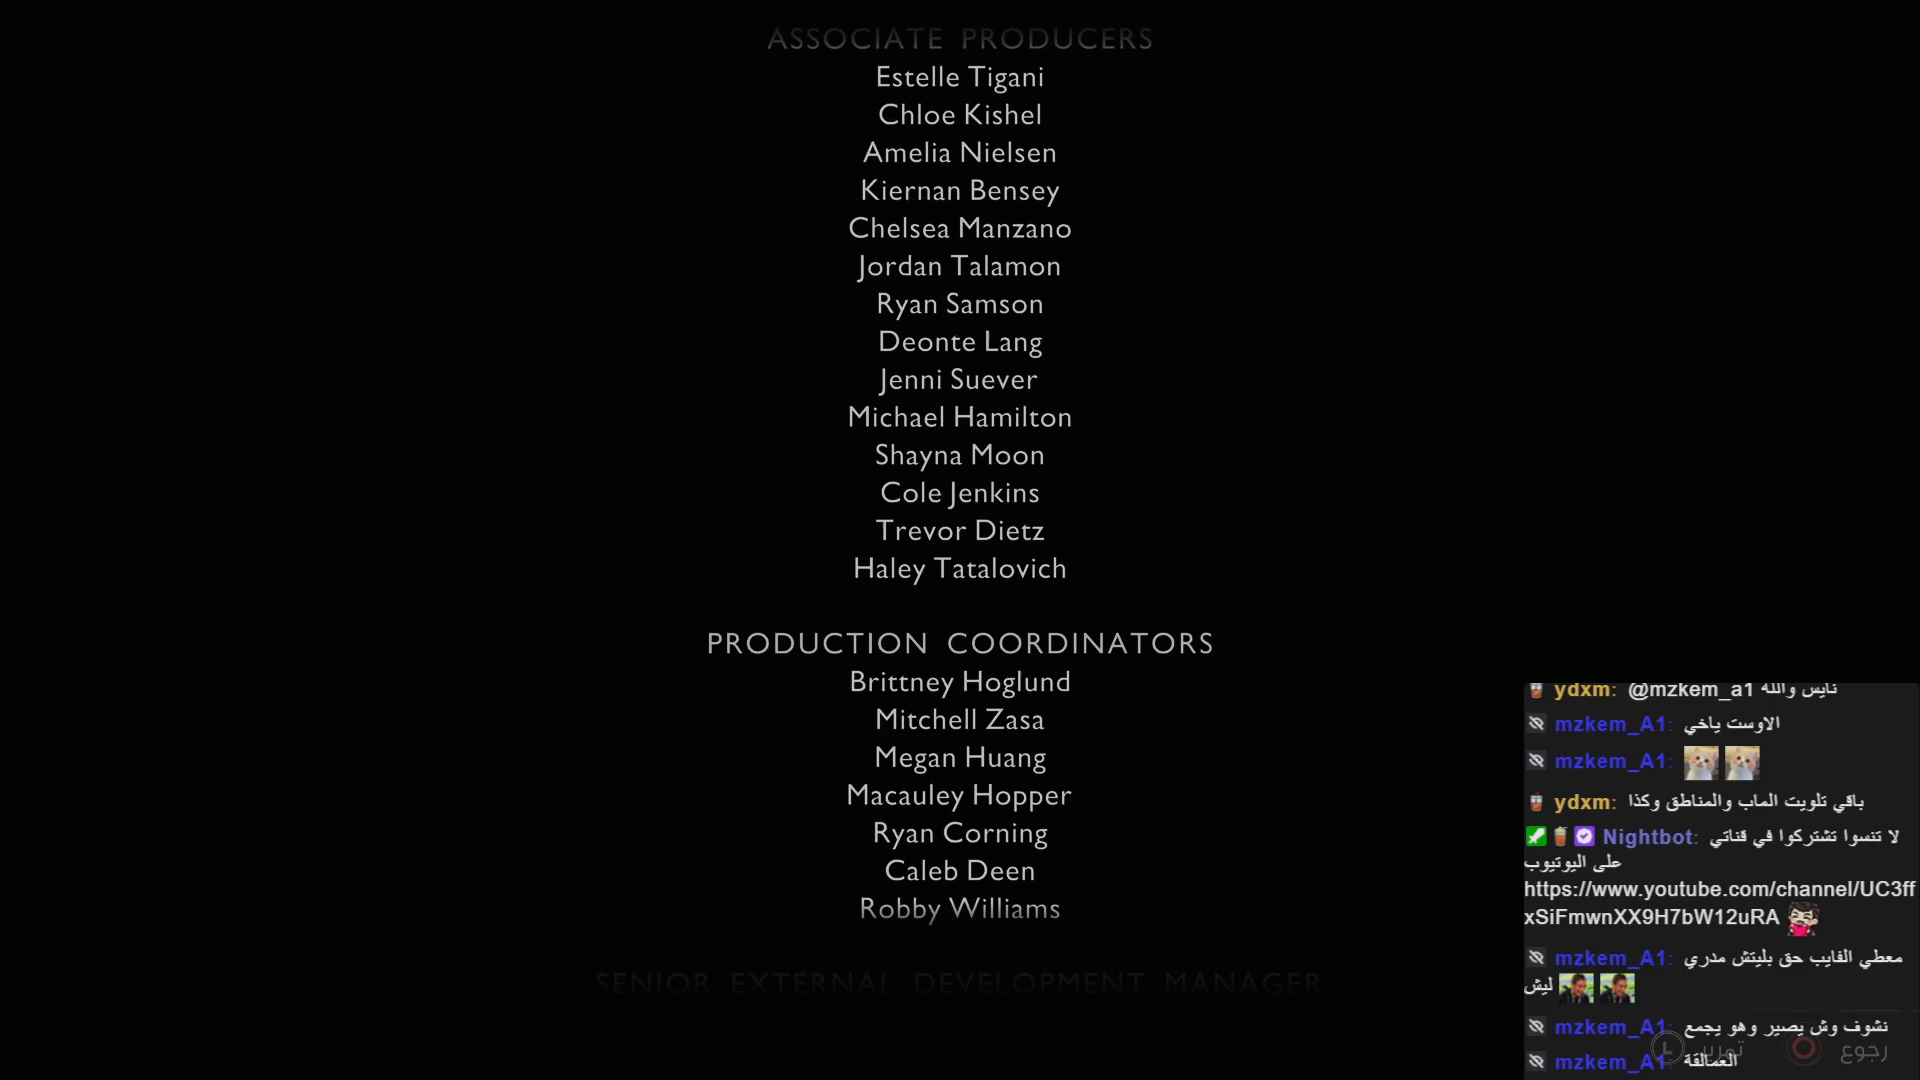 ASSOCIATE PRODUCERS
Estelle Tigani
Chloe Kishel
Amelia Nielsen
Kiernan Bensey
Chelsea Manzano
Jordan Talamon
Ryan Samson
Deonte Lang
Jenni Suever
Michael Hamilton
Shayna Moon
Cole Jenkins
Trevor Dietz
Haley Tatalovich
PRODUCTION COORDINATORS
Brittney Hoglund
Mitchell Zasa
Megan Huang
Macauley Hopper
Ryan Corning
Caleb Deen
Robby Williams
SENIOR EXTERNAL DEVELOPMENT MANAGER
ydxm: @mzkem_a1 نايس والله
mzkem_A1: الاوست ياخي
mzkem_A1:
ydxm: باقي تلويت الماب والمناطق وكذا
Nightbot: لا تنسوا تشتركوا في قناتي
على اليوتيوب
https://www.youtube.com/channel/UC3ff
xSiFmwnXX9H7bW12uRA
mzkem_A1: معطي الفايب حق بليتش مدري
ليش
mzkem_A1: نشوف وش يصير وهو يجمع
mzkem_A1: العمالقة
L تمرير رجوع